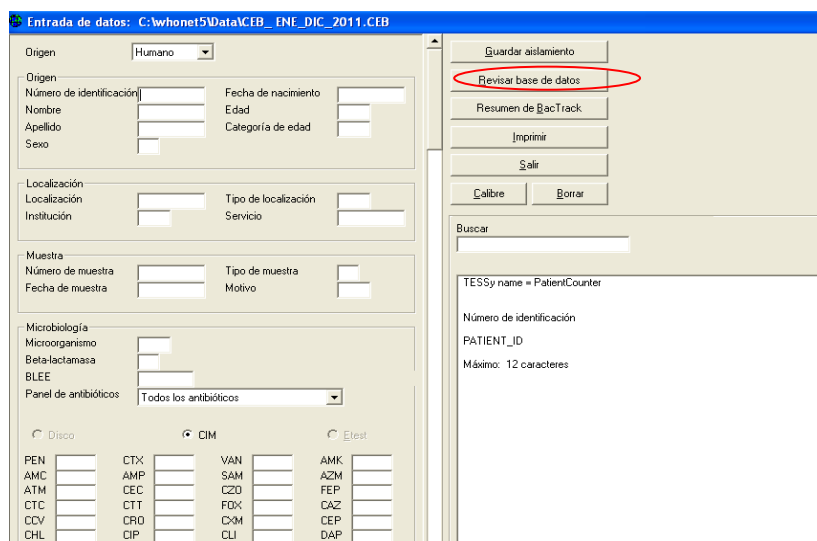 Entrada de datos: C:\whonet5\Data\CEB_ ENE_DIC_2011.CEB
Origen Humano
Origen
Número de identificación Fecha de nacimiento
Nombre Edad
Apellido Categoría de edad
Sexo
Localización
Localización Tipo de localización
Institución Servicio
Muestra
Número de muestra Tipo de muestra
Fecha de muestra Motivo
Microbiología
Microorganismo
Beta-lactamasa
BLEE
Panel de antibióticos Todos los antibióticos
Disco CIM Etest
PEN CTX VAN AMK
AMC AMP SAM AZM
ATM CEC CZO FEP
CTC CTT FOX CAZ
CCV CRO CXM CEP
CHL CIP CLI DAP
Guardar aislamiento
Revisar base de datos
Resumen de BacTrack
Imprimir
Salir
Calibre Borrar
Buscar
TESSy name = PatientCounter
Número de identificación
PATIENT_ID
Máximo: 12 caracteres